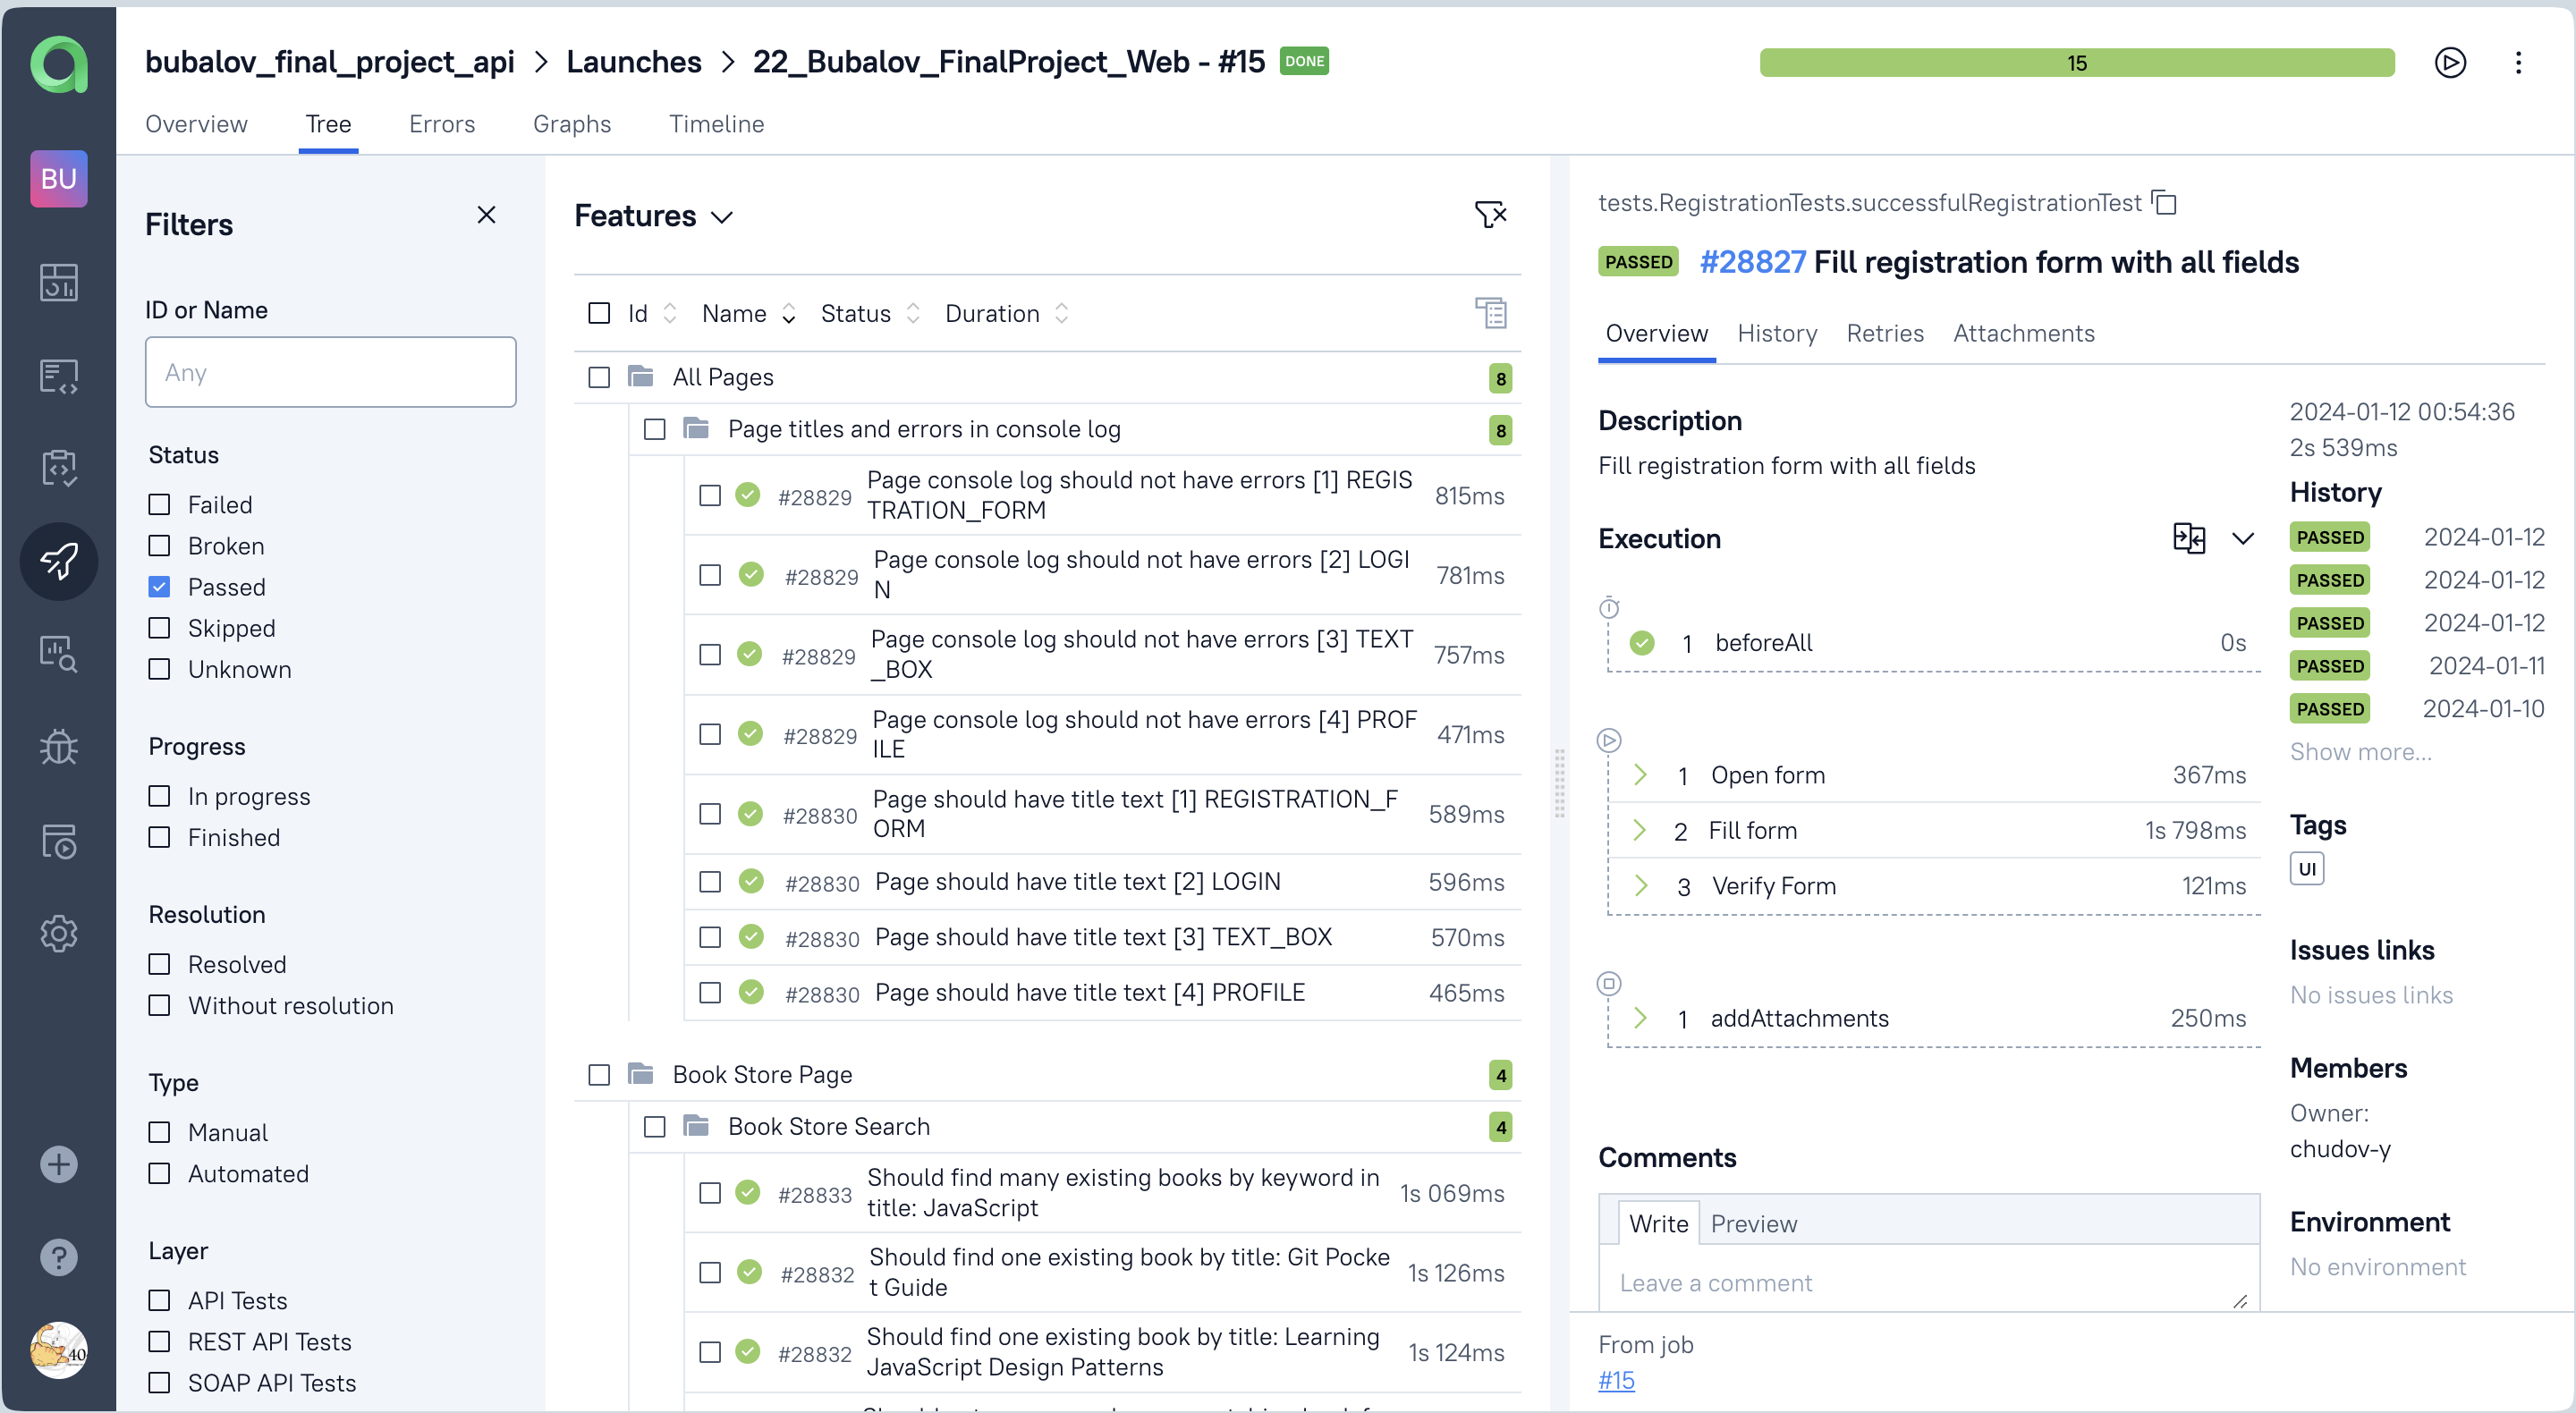 bubalov_final_project_api > Launches > 22_Bubalov_FinalProject_Web - #15 DONE
15
Overview Tree Errors Graphs Timeline
BU
Filters
ID or Name
Any
Status
Failed
Broken
Passed
Skipped
Unknown
Progress
In progress
Finished
Resolution
Resolved
Without resolution
Type
Manual
Automated
Layer
API Tests
REST API Tests
SOAP API Tests
40
Features
Id Name Status Duration
All Pages 8
Page titles and errors in console log 8
#28829 Page console log should not have errors [1] REGIS
TRATION_FORM 815ms
#28829 Page console log should not have errors [2] LOGI
N 781ms
#28829 Page console log should not have errors [3] TEXT
_BOX 757ms
#28829 Page console log should not have errors [4] PROF
ILE 471ms
#28830 Page should have title text [1] REGISTRATION_F
ORM 589ms
#28830 Page should have title text [2] LOGIN 596ms
#28830 Page should have title text [3] TEXT_BOX 570ms
#28830 Page should have title text [4] PROFILE 465ms
Book Store Page 4
Book Store Search 4
#28833 Should find many existing books by keyword in
title: JavaScript 1s 069ms
#28832 Should find one existing book by title: Git Pocke
t Guide 1s 126ms
#28832 Should find one existing book by title: Learning
JavaScript Design Patterns 1s 124ms
tests.RegistrationTests.successfulRegistrationTest
PASSED #28827 Fill registration form with all fields
Overview History Retries Attachments
Description
Fill registration form with all fields
Execution
1 beforeAll 0s
1 Open form 367ms
2 Fill form 1s 798ms
3 Verify Form 121ms
1 addAttachments 250ms
Comments
Write Preview
Leave a comment
2024-01-12 00:54:36
2s 539ms
History
PASSED 2024-01-12
PASSED 2024-01-12
PASSED 2024-01-12
PASSED 2024-01-11
PASSED 2024-01-10
Show more...
Tags
UI
Issues links
No issues links
Members
Owner:
chudov-y
Environment
No environment
From job
#15